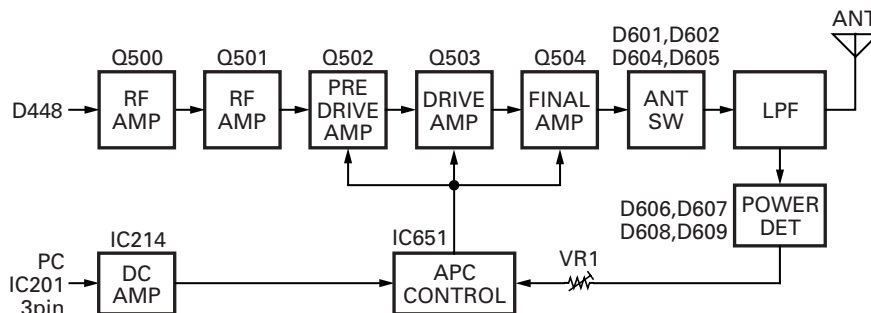 ANT
D601,D602
D604,D605
Q500
Q501
Q502
Q503
Q504
D448
RF
AMP
RF
AMP
PRE
DRIVE
AMP
DRIVE
AMP
FINAL
AMP
ANT
SW
LPF
D606,D607
D608,D609
POWER
DET
PC
IC201
3pin
IC214
DC
AMP
IC651
APC
CONTROL
VR1